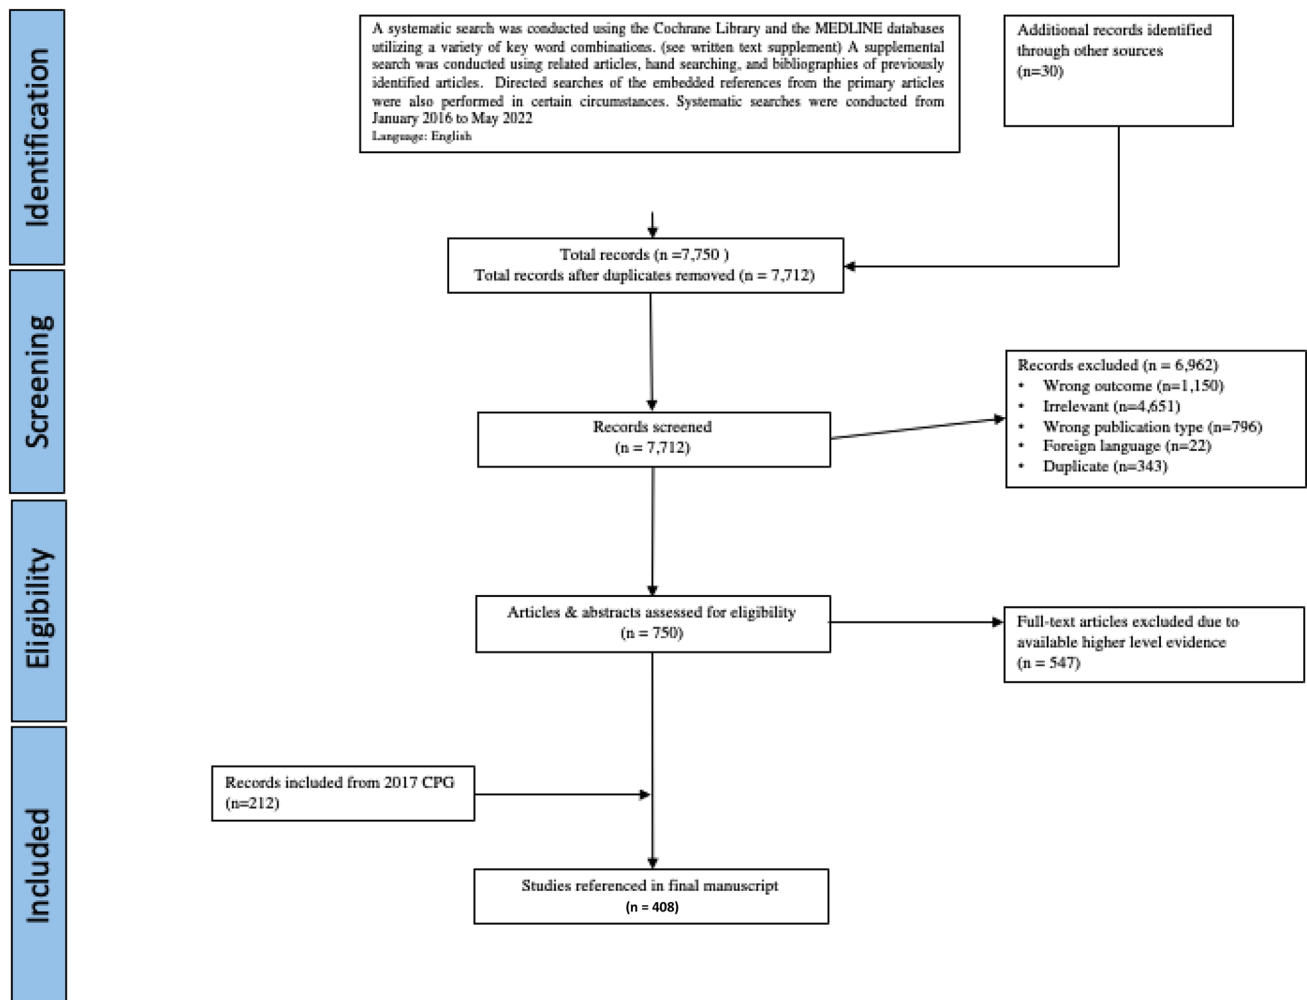 Identification
A systematic search was conducted using the Cochrane Library and the MEDLINE databases
utilizing a variety of key word combinations. (see written text supplement) A supplemental
search was conducted using related articles, hand searching, and bibliographies of previously
identified articles. Directed searches of the embedded references from the primary articles
were also performed in certain circumstances. Systematic searches were conducted from
January 2016 to May 2022
Language: English
Additional records identified
through other sources
(n=30)
Total records (n =7,750 )
Total records after duplicates removed (n = 7,712)
Screening
Records screened
(n = 7,712)
Records excluded (n = 6,962)
• Wrong outcome (n=1,150)
• Irrelevant (n=4,651)
• Wrong publication type (n=796)
• Foreign language (n=22)
• Duplicate (n=343)
Eligibility
Articles & abstracts assessed for eligibility
(n = 750)
Full-text articles excluded due to
available higher level evidence
(n = 547)
Included
Records included from 2017 CPG
(n=212)
Studies referenced in final manuscript
(n = 408)